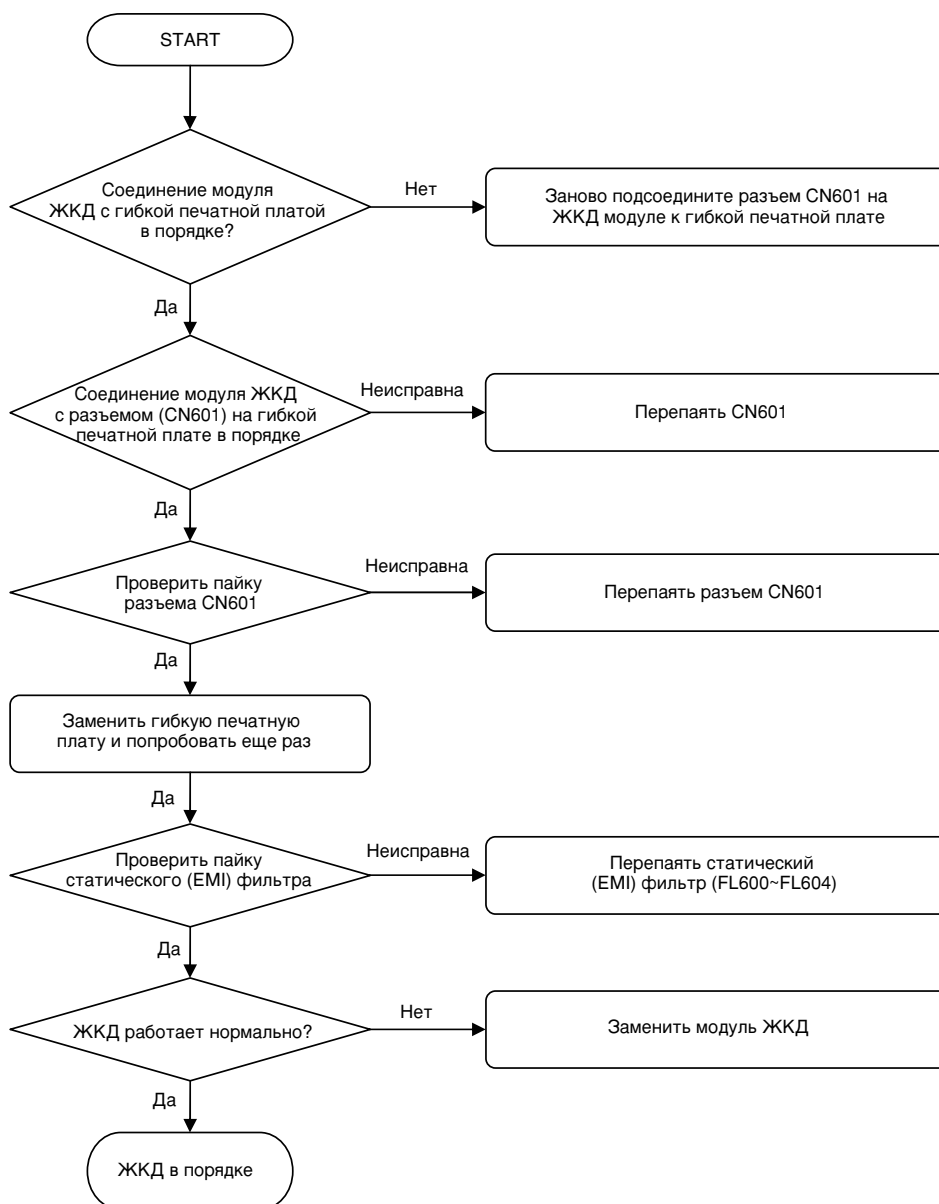 START
Соединение модуля
ЖКД с гибкой печатной платой
в порядке?
Нет
Заново подсоедините разъем CN601 на
ЖКД модуле к гибкой печатной плате
Да
Соединение модуля ЖКД
с разъемом (CN601) на гибкой
печатной плате в порядке
Неисправна
Перепаять CN601
Да
Проверить пайку
разъема CN601
Неисправна
Перепаять разъем CN601
Да
Заменить гибкую печатную
плату и попробовать еще раз
Да
Проверить пайку
статического (EMI) фильтра
Неисправна
Перепаять статический
(EMI) фильтр (FL600~FL604)
Да
ЖКД работает нормально?
Нет
Заменить модуль ЖКД
Да
ЖКД в порядке